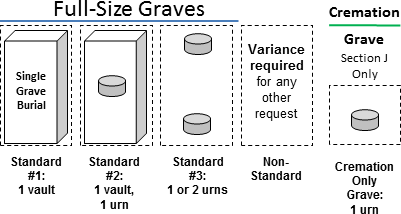 Full-Size Graves
Single
Grave
Burial
Variance
required
for any
other
request
Standard
#1:
1 vault
Standard
#2:
1 vault,
1 urn
Standard
#3:
1 or 2 urns
Non-
Standard
Cremation
Grave
Section J
Only
Cremation
Only
Grave:
1 urn